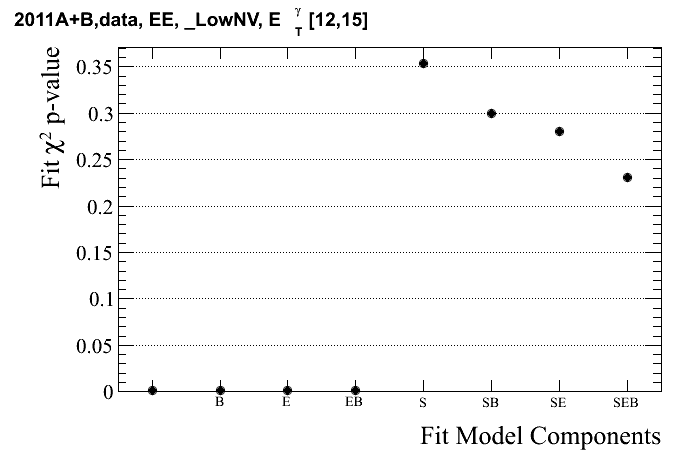 2011A+B,data, EE, _LowNV, E γ T [12,15]
Fit χ² p-value
0.35
0.3
0.25
0.2
0.15
0.1
0.05
0
B E EB S SB SE SEB
Fit Model Components